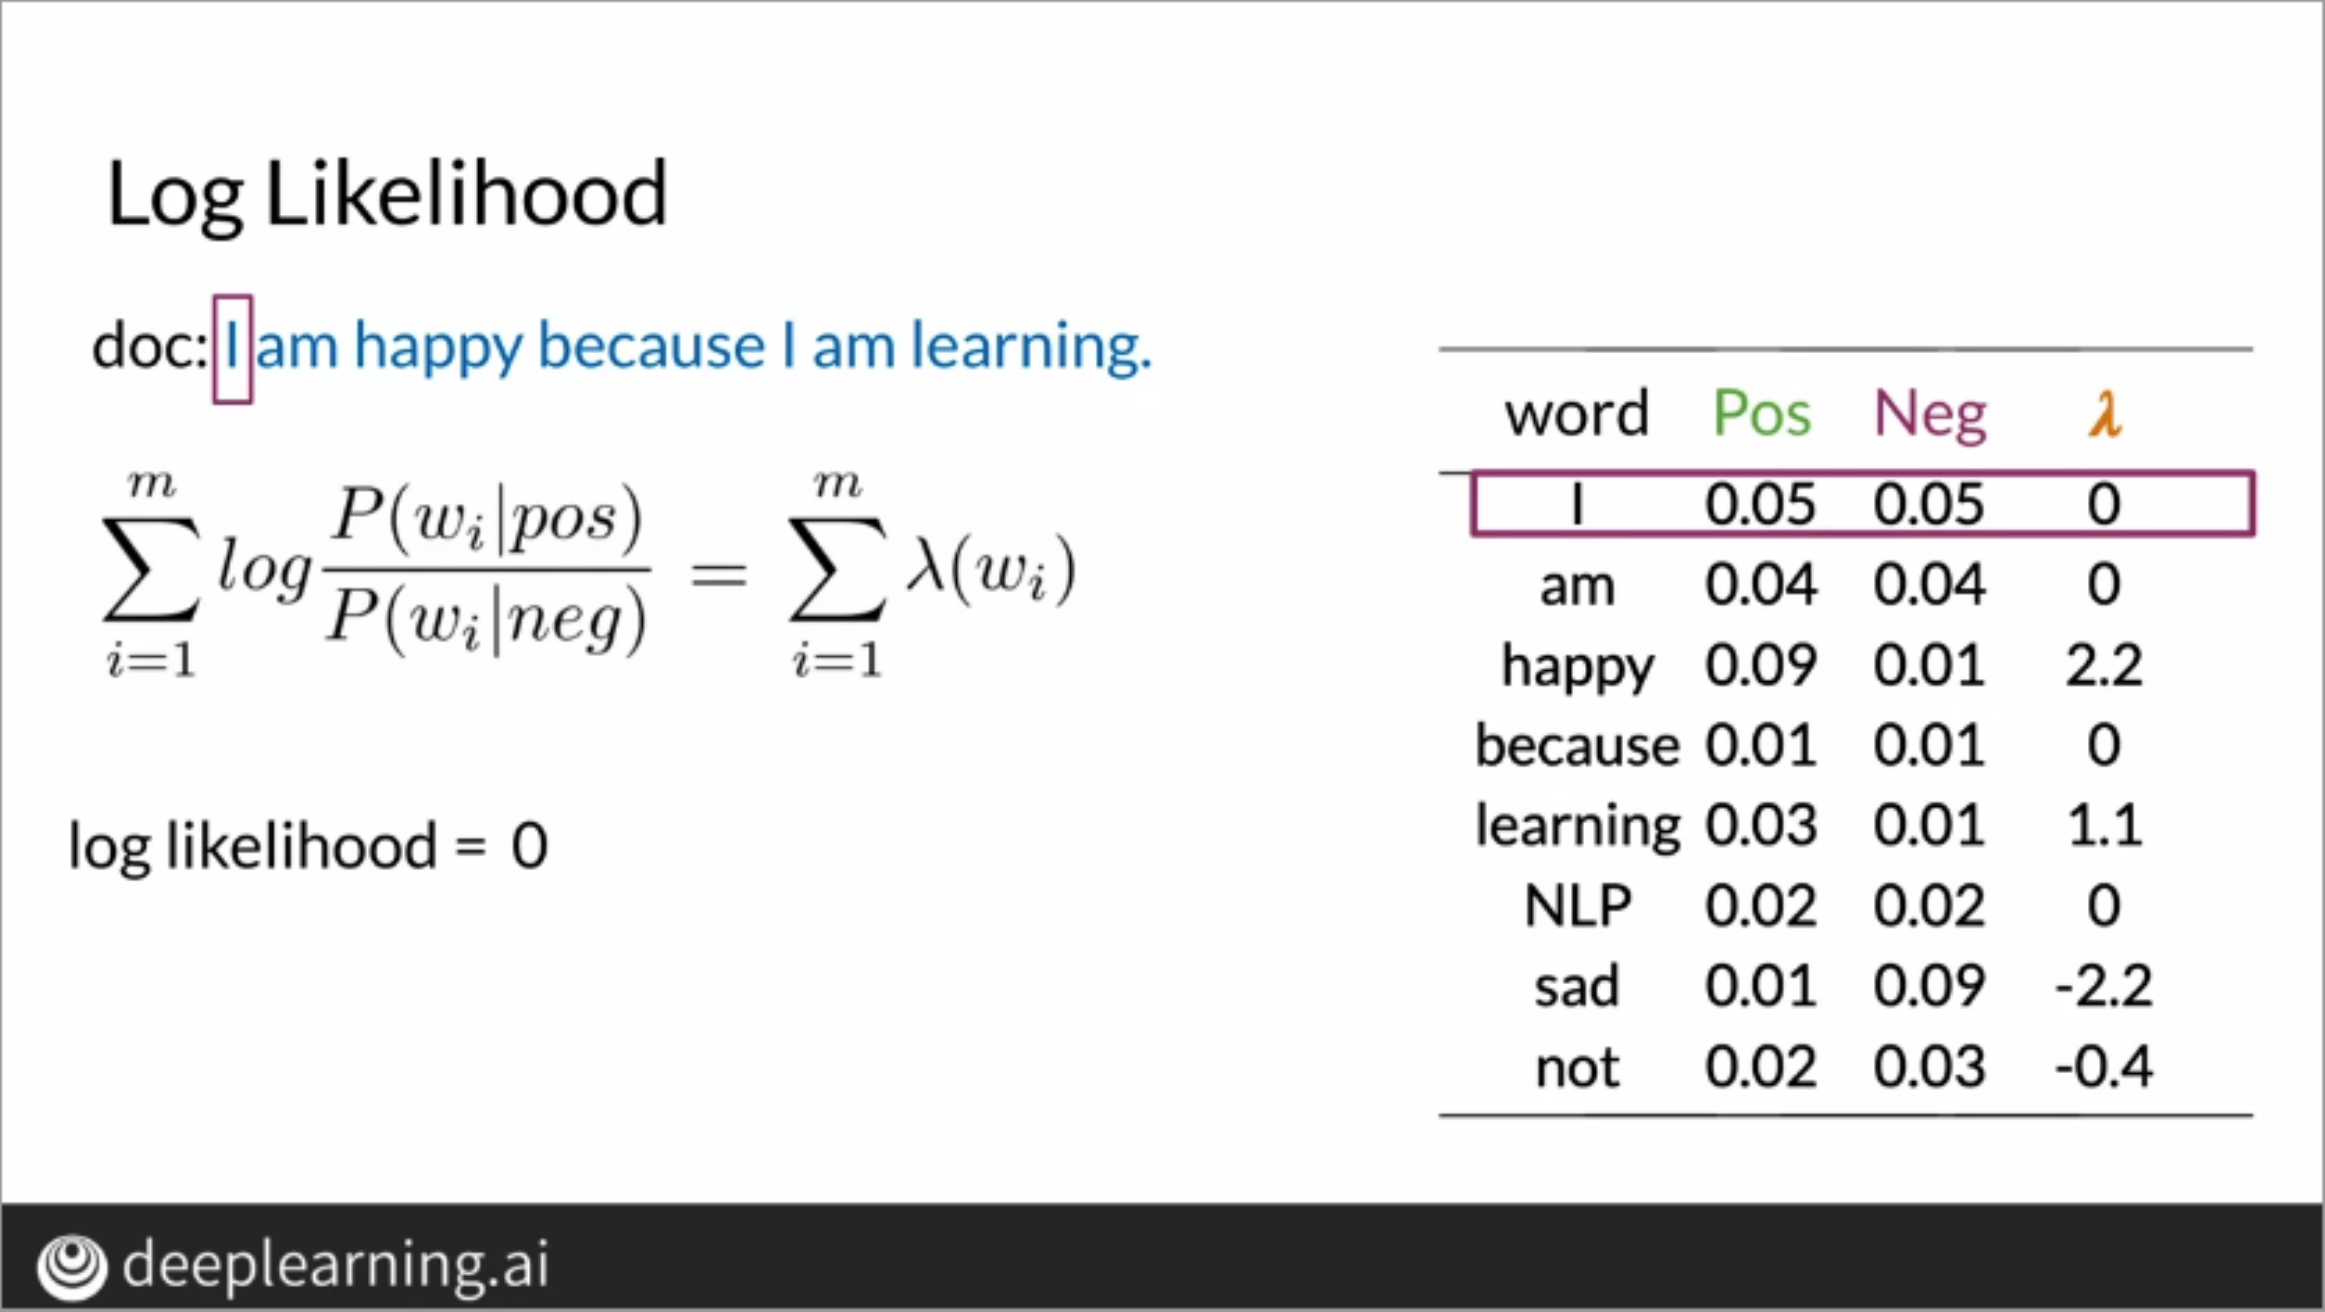 Log Likelihood
doc: I am happy because I am learning.
\sum_{i=1}^{m} log \frac{P(w_i|pos)}{P(w_i|neg)} = \sum_{i=1}^{m} λ(w_i)
log likelihood = 0
word Pos Neg λ
I 0.05 0.05 0
am 0.04 0.04 0
happy 0.09 0.01 2.2
because 0.01 0.01 0
learning 0.03 0.01 1.1
NLP 0.02 0.02 0
sad 0.01 0.09 -2.2
not 0.02 0.03 -0.4
deeplearning.ai